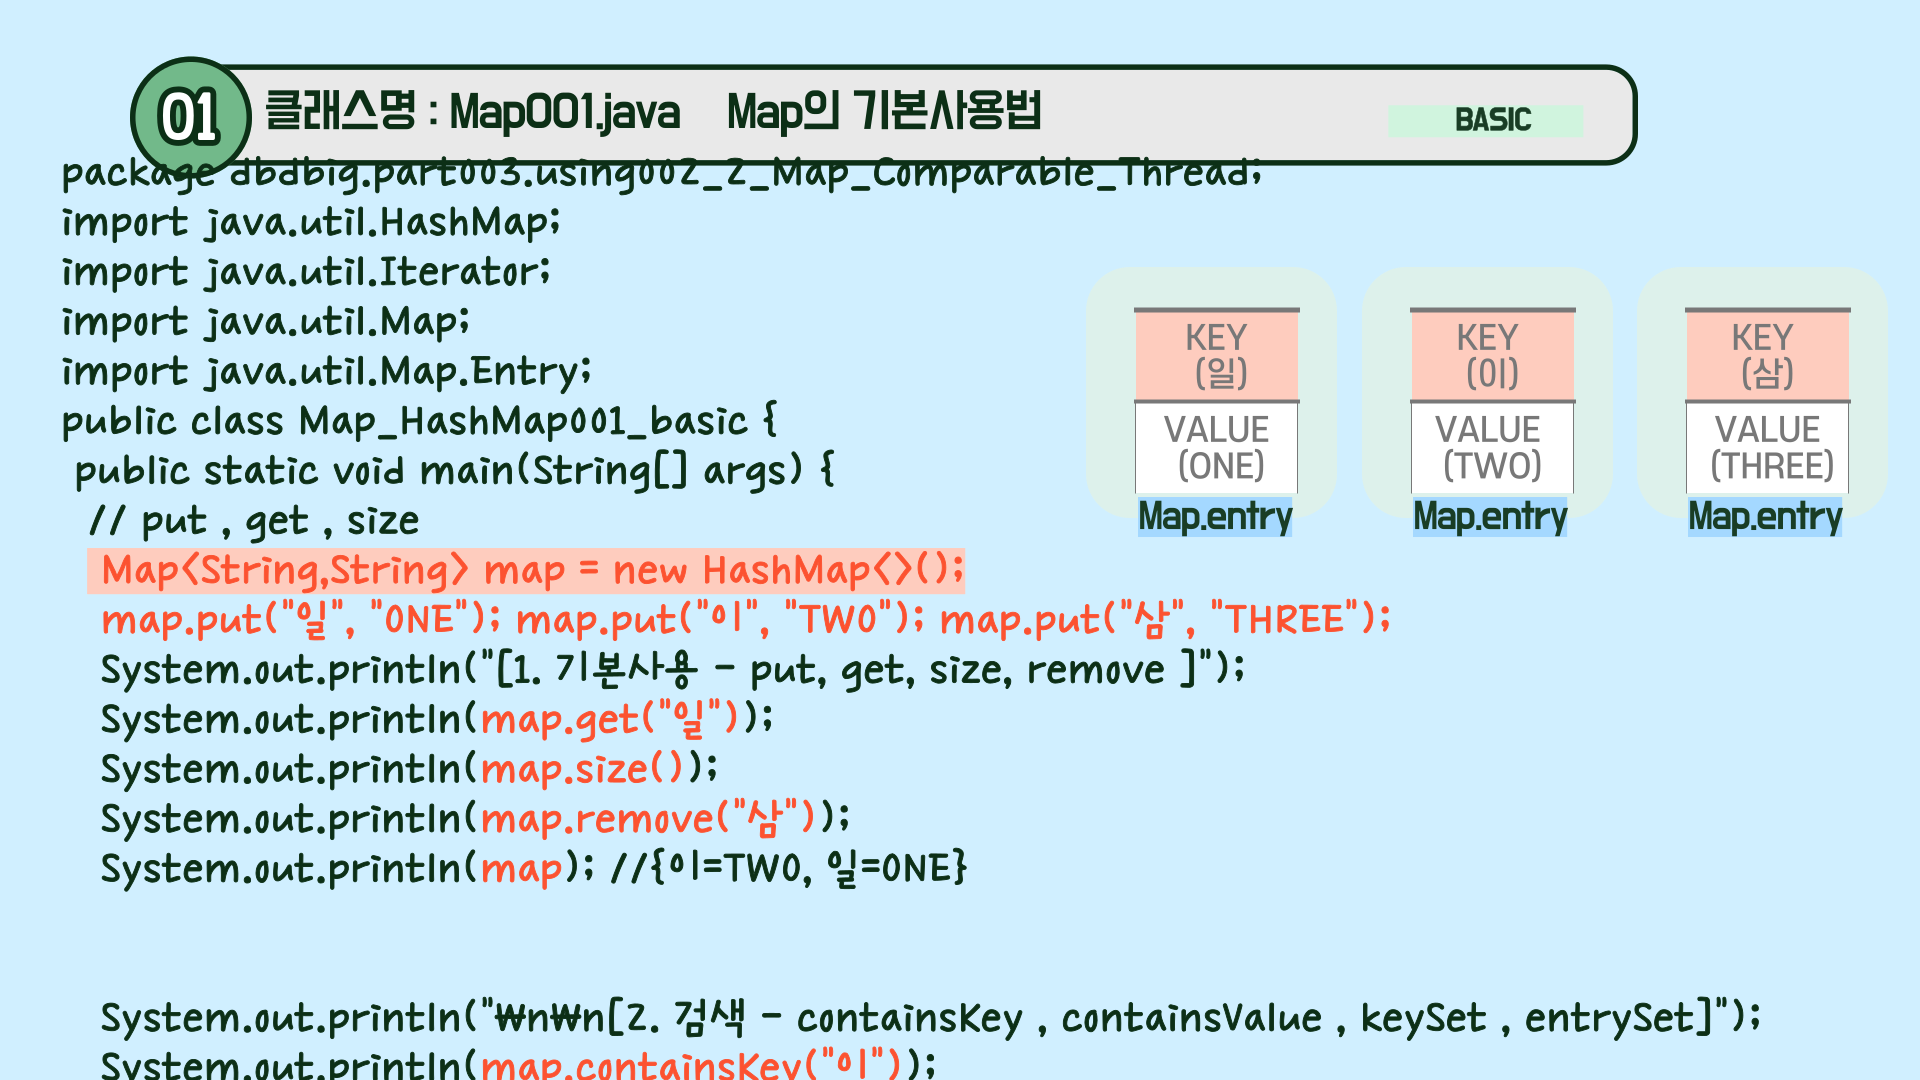 01
클래스명 : Map001.java Map의 기본사용법
BASIC
package dbdbig.part003.using002_2_Map_Comparable_Thread;
import java.util.HashMap;
import java.util.Iterator;
import java.util.Map;
import java.util.Map.Entry;
public class Map_HashMap001_basic {
public static void main(String[] args) {
// put , get , size
Map<String,String> map = new HashMap<>();
map.put("일", "ONE"); map.put("이", "TWO"); map.put("삼", "THREE");
System.out.println("[1. 기본사용 - put, get, size, remove ]");
System.out.println(map.get("일"));
System.out.println(map.size());
System.out.println(map.remove("삼"));
System.out.println(map); //{이=TWO, 일=ONE}
System.out.println("₩n₩n[2. 검색 - containsKey , containsValue , keySet , entrySet]");
System.out.println(map.containsKey("이"));
KEY
(일)
VALUE
(ONE)
Map.entry
KEY
(이)
VALUE
(TWO)
Map.entry
KEY
(삼)
VALUE
(THREE)
Map.entry